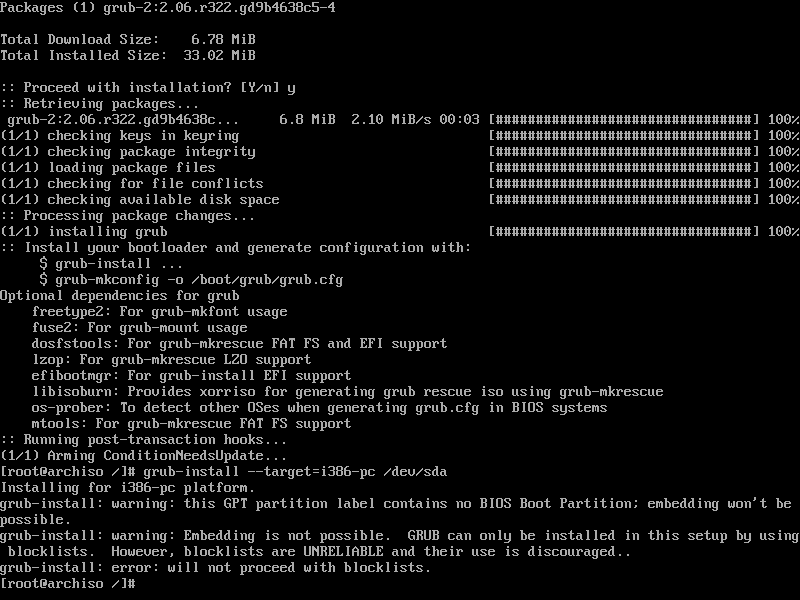 Packages (1) grub-2:2.06.r322.gd9b4638c5-4
Total Download Size:    6.78 MiB
Total Installed Size:  33.02 MiB
:: Proceed with installation? [Y/n] y
:: Retrieving packages...
 grub-2:2.06.r322.gd9b4638c...     6.8 MiB  2.10 MiB/s 00:03 [################################] 100%
(1/1) checking keys in keyring                               [################################] 100%
(1/1) checking package integrity                             [################################] 100%
(1/1) loading package files                                  [################################] 100%
(1/1) checking for file conflicts                            [################################] 100%
(1/1) checking available disk space                          [################################] 100%
:: Processing package changes...
(1/1) installing grub                                        [################################] 100%
:: Install your bootloader and generate configuration with:
     $ grub-install ...
     $ grub-mkconfig -o /boot/grub/grub.cfg
Optional dependencies for grub
    freetype2: For grub-mkfont usage
    fuse2: For grub-mount usage
    dosfstools: For grub-mkrescue FAT FS and EFI support
    lzop: For grub-mkrescue LZO support
    efibootmgr: For grub-install EFI support
    libisoburn: Provides xorriso for generating grub rescue iso using grub-mkrescue
    os-prober: To detect other OSes when generating grub.cfg in BIOS systems
    mtools: For grub-mkrescue FAT FS support
:: Running post-transaction hooks...
(1/1) Arming ConditionNeedsUpdate...
[root@archiso /]# grub-install --target=i386-pc /dev/sda
Installing for i386-pc platform.
grub-install: warning: this GPT partition label contains no BIOS Boot Partition; embedding won't be
possible.
grub-install: warning: Embedding is not possible.  GRUB can only be installed in this setup by using
 blocklists.  However, blocklists are UNRELIABLE and their use is discouraged..
grub-install: error: will not proceed with blocklists.
[root@archiso /]#